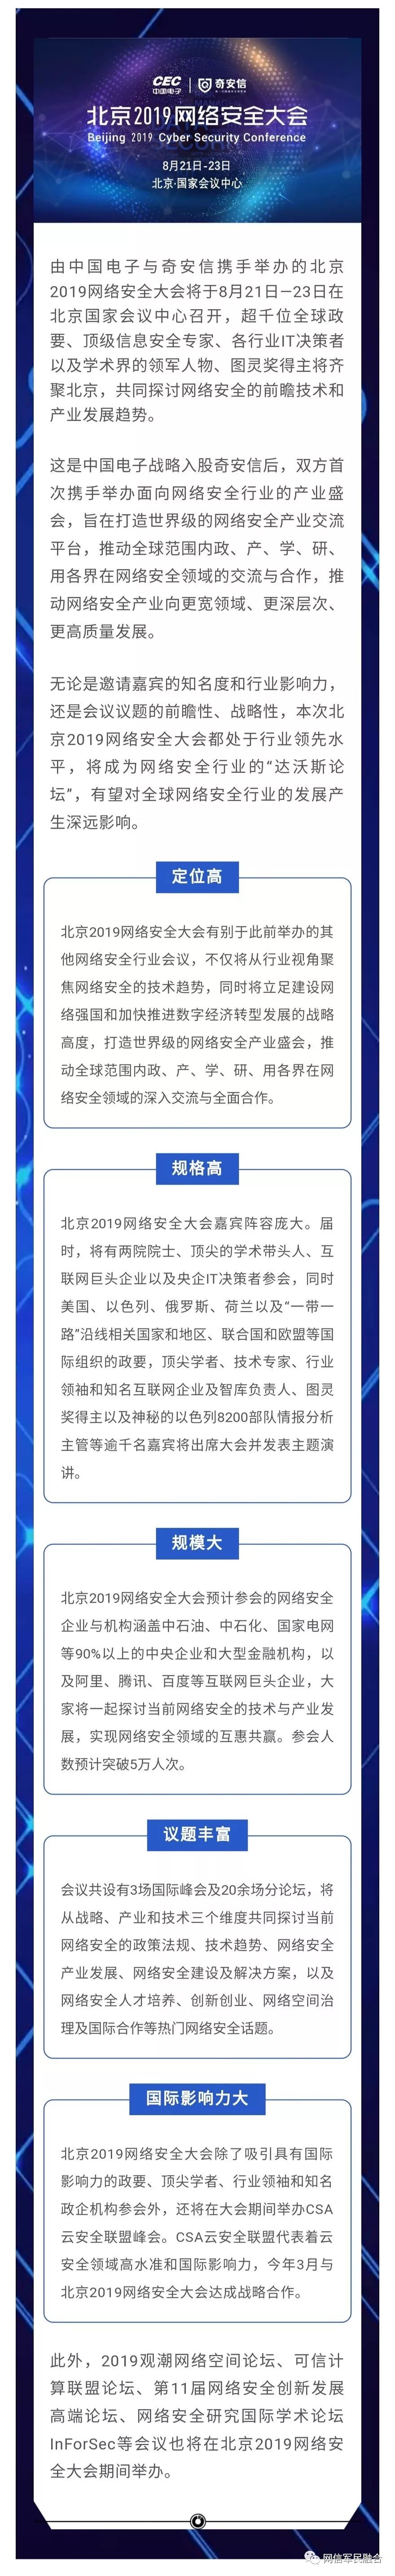 CEC
中国电子
奇安信
北京2019网络安全大会
Beijing 2019 Cyber Security Conference
8月21日-23日
北京·国家会议中心
由中国电子与奇安信携手举办的北京
2019网络安全大会将于8月21日—23日在
北京国家会议中心召开，超千位全球政
要、顶级信息安全专家、各行业IT决策者
以及学术界的领军人物、图灵奖得主将齐
聚北京，共同探讨网络安全的前瞻技术和
产业发展趋势。
这是中国电子战略入股奇安信后，双方首
次携手举办面向网络安全行业的产业盛
会，旨在打造世界级的网络安全产业交流
平台，推动全球范围内政、产、学、研、
用各界在网络安全领域的交流与合作，推
动网络安全产业向更宽领域、更深层次、
更高质量发展。
无论是邀请嘉宾的知名度和行业影响力，
还是会议议题的前瞻性、战略性，本次北
京2019网络安全大会都处于行业领先水
平，将成为网络安全行业的“达沃斯论
坛”，有望对全球网络安全行业的发展产
生深远影响。
定位高
北京2019网络安全大会有别于此前举办的其
他网络安全行业会议，不仅将从行业视角聚
焦网络安全的技术趋势，同时将立足建设网
络强国和加快推进数字经济转型发展的战略
高度，打造世界级的网络安全产业盛会，推
动全球范围内政、产、学、研、用各界在网
络安全领域的深入交流与全面合作。
规格高
北京2019网络安全大会嘉宾阵容庞大。届
时，将有两院院士、顶尖的学术带头人、互
联网巨头企业以及央企IT决策者参会，同时
美国、以色列、俄罗斯、荷兰以及“一带一
路”沿线相关国家和地区、联合国和欧盟等国
际组织的政要，顶尖学者、技术专家、行业
领袖和知名互联网企业及智库负责人、图灵
奖得主以及神秘的以色列8200部队情报分析
主管等逾千名嘉宾将出席大会并发表主题演
讲。
规模大
北京2019网络安全大会预计参会的网络安全
企业与机构涵盖中石油、中石化、国家电网
等90%以上的中央企业和大型金融机构，以
及阿里、腾讯、百度等互联网巨头企业，大
家将一起探讨当前网络安全的技术与产业发
展，实现网络安全领域的互惠共赢。参会人
数预计突破5万人次。
议题丰富
会议共设有3场国际峰会及20余场分论坛，将
从战略、产业和技术三个维度共同探讨当前
网络安全的政策法规、技术趋势、网络安全
产业发展、网络安全建设及解决方案，以及
网络安全人才培养、创新创业、网络空间治
理及国际合作等热门网络安全话题。
国际影响力大
北京2019网络安全大会除了吸引具有国际
影响力的政要、顶尖学者、行业领袖和知名
政企机构参会外，还将在大会期间举办CSA
云安全联盟峰会。CSA云安全联盟代表着云
安全领域高水准和国际影响力，今年3月与
北京2019网络安全大会达成战略合作。
此外，2019观潮网络空间论坛、可信计
算联盟论坛、第11届网络安全创新发展
高端论坛、网络安全研究国际学术论坛
InForSec等会议也将在北京2019网络安
全大会期间举办。
网信军民融合